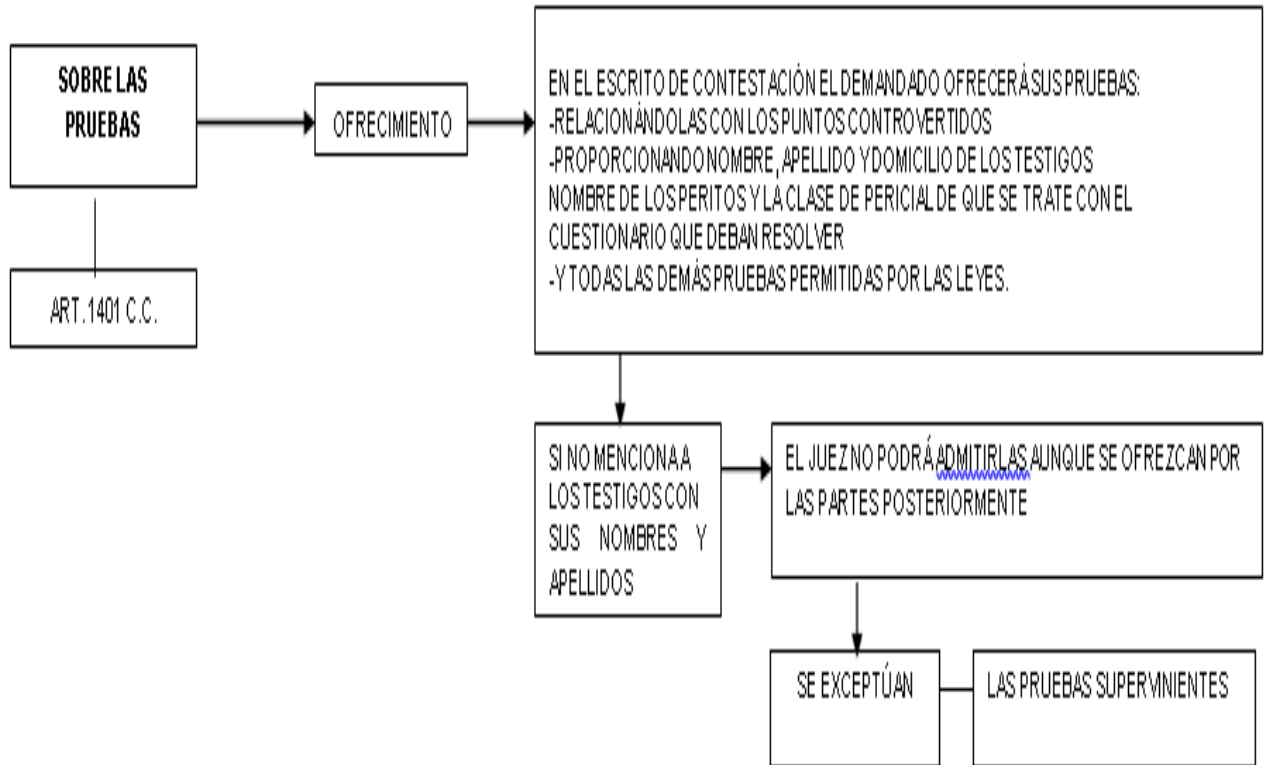 SOBRE LAS
PRUEBAS
ART. 1401 C.C.
OFRECIMIENTO
EN EL ESCRITO DE CONTESTACIÓN EL DEMANDADO OFRECERÁ SUS PRUEBAS:
-RELACIONÁNDOLAS CON LOS PUNTOS CONTROVERTIDOS
-PROPORCIONANDO NOMBRE, APELLIDO Y DOMICILIO DE LOS TESTIGOS
NOMBRE DE LOS PERITOS Y LA CLASE DE PERICIAL DE QUE SE TRATE CON EL
CUESTIONARIO QUE DEBAN RESOLVER
-Y TODAS LAS DEMÁS PRUEBAS PERMITIDAS POR LAS LEYES.
SI NO MENCIONA A
LOS TESTIGOS CON
SUS NOMBRES Y
APELLIDOS
EL JUEZ NO PODRÁ ADMITIRLAS AUNQUE SE OFREZCAN POR
LAS PARTES POSTERIORMENTE
SE EXCEPTÚAN
LAS PRUEBAS SUPERVINIENTES